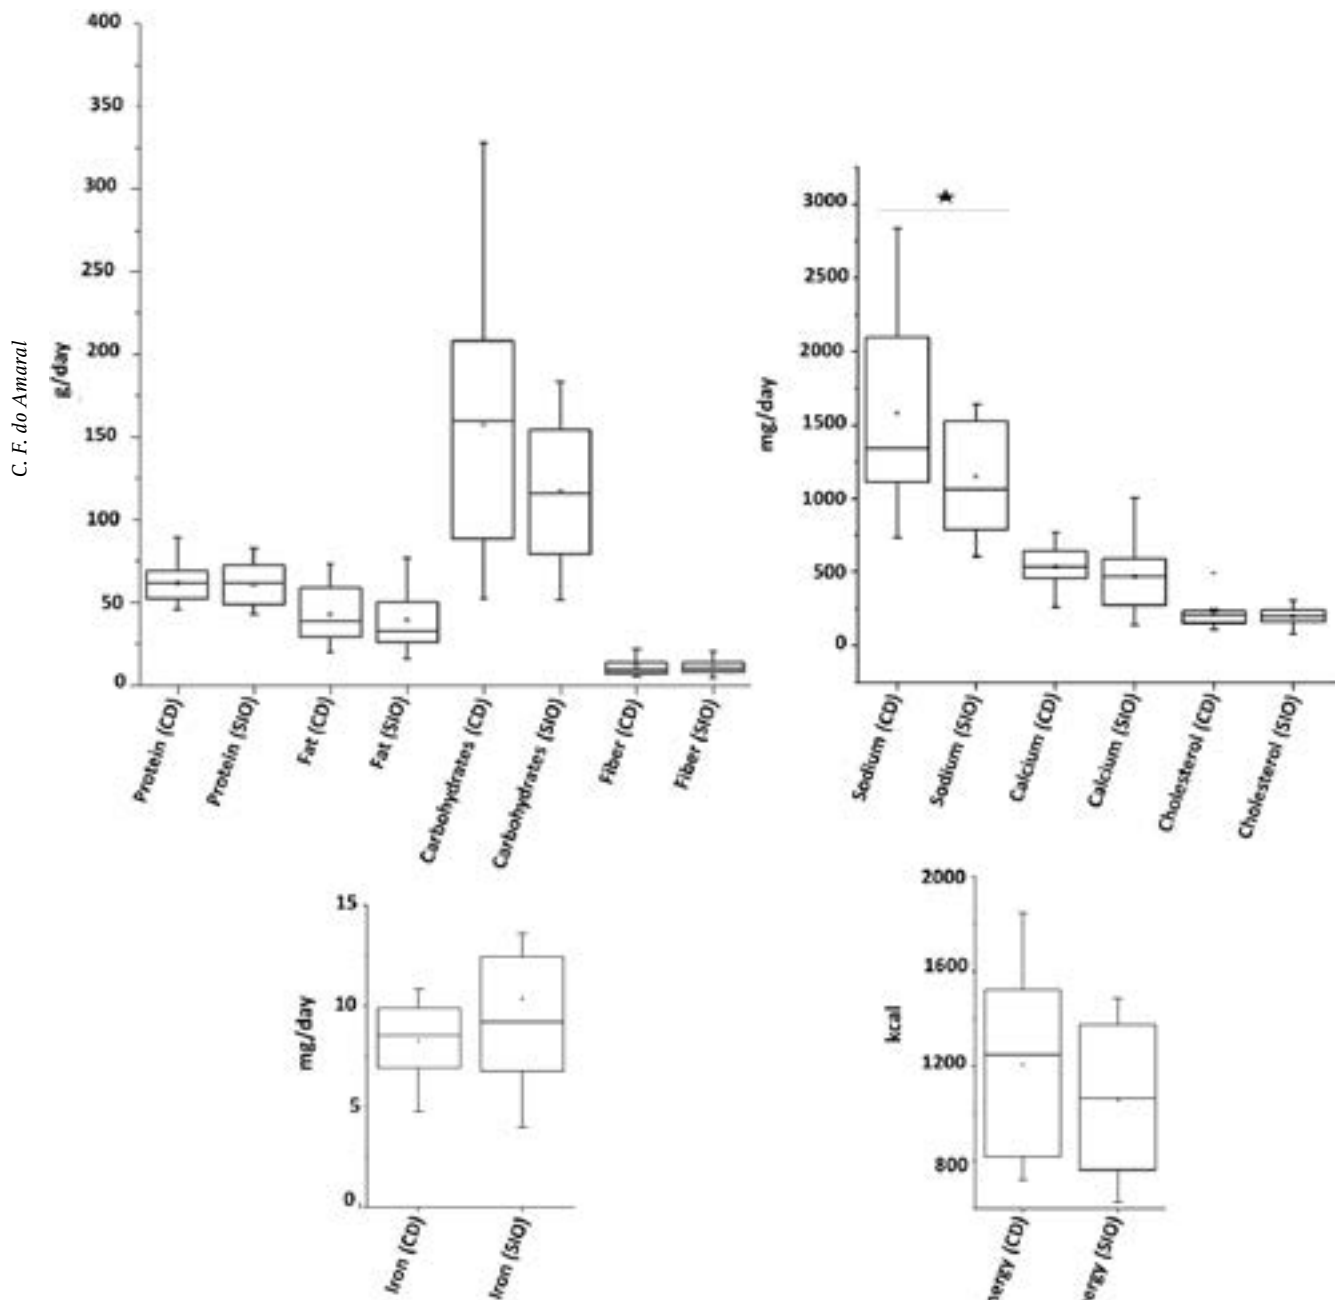 C. F. do Amaral
400
350
300
250
200
150
100
50
0
g/day
Protein (CD)
Protein (SIO)
Fat (CD)
Fat (SIO)
Carbohydrates (CD)
Carbohydrates (SIO)
Fiber (CD)
Fiber (SIO)
3000
2500
2000
1500
1000
500
0
mg/day
★
Sodium (CD)
Sodium (SIO)
Calcium (CD)
Calcium (SIO)
Cholesterol (CD)
Cholesterol (SIO)
15
10
5
0
mg/day
Iron (CD)
Iron (SIO)
2000
1600
1200
800
kcal
nergy (CD)
ergy (SIO)